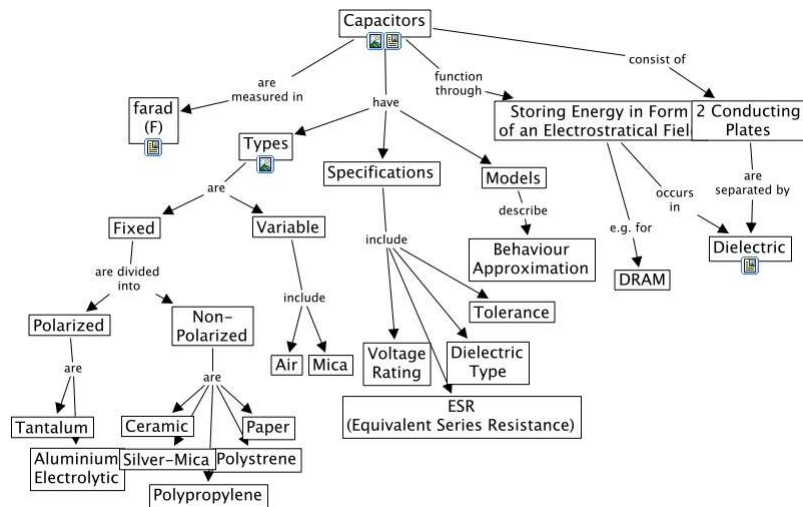 Capacitors
are
measured in
have
function
through
consist of
farad
(F)
Types
Specifications
Models
Storing Energy in Form
of an Electrostatical Field
2 Conducting
Plates
are
describe
include
e.g. for
occurs
in
are
separated by
Fixed
Variable
Behaviour
Approximation
DRAM
Dielectric
are divided
into
include
Polarized
Non-
Polarized
Air
Mica
Voltage
Rating
Dielectric
Type
Tolerance
ESR
(Equivalent Series Resistance)
are
are
Tantalum
Aluminium
Electrolytic
Ceramic
Silver-Mica
Paper
Polystrene
Polypropylene